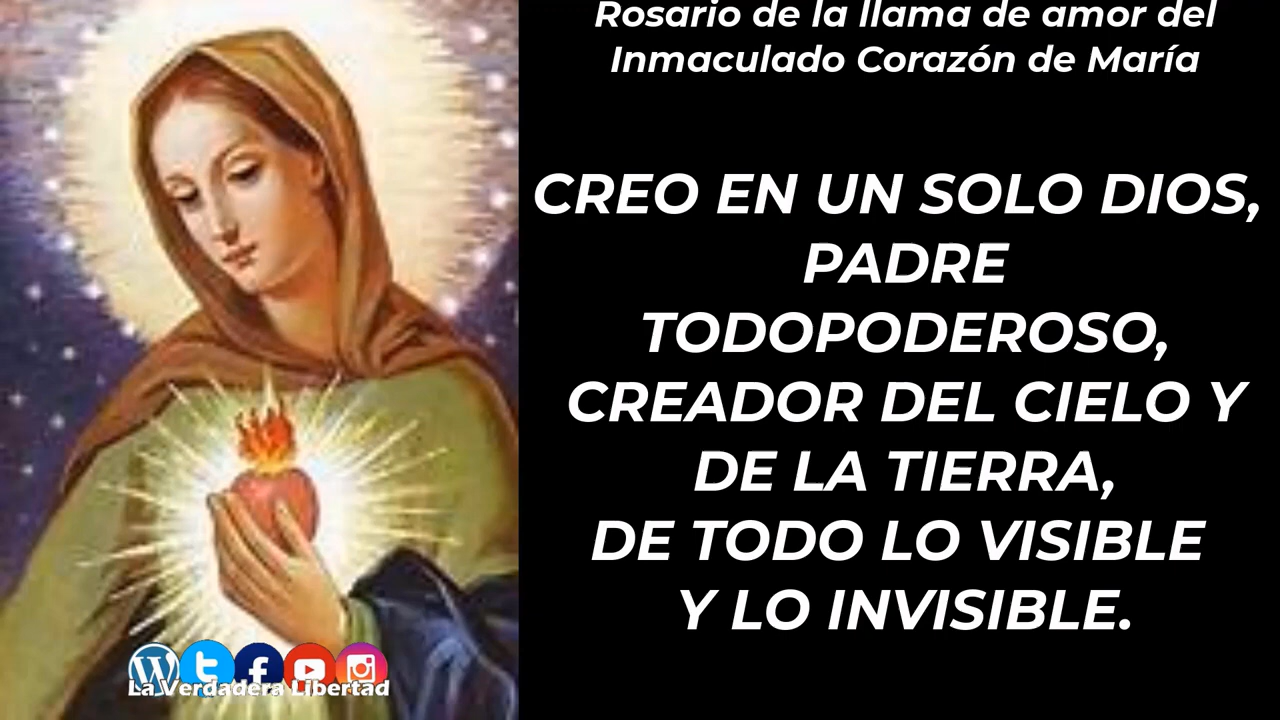 Rosario de la llama de amor del
Inmaculado Corazón de María
CREO EN UN SOLO DIOS,
PADRE
TODOPODEROSO,
CREADOR DEL CIELO Y
DE LA TIERRA,
DE TODO LO VISIBLE
Y LO INVISIBLE.
La Verdadera Libertad